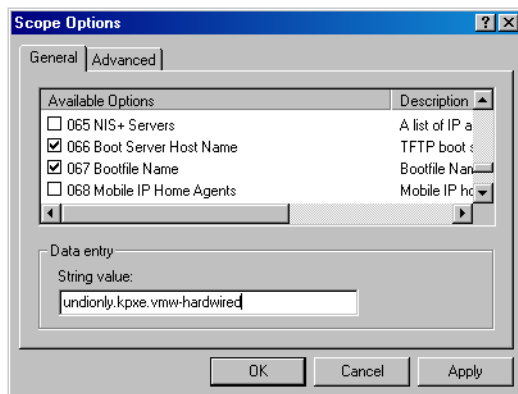 Scope Options
General Advanced
Available Options Description
065 NIS+ Servers A list of IP a
066 Boot Server Host Name TFTP boot s
067 Bootfile Name Bootfile Nam
068 Mobile IP Home Agents Mobile IP ho
Data entry
String value:
undionly.kpxe.vmw-hardwired
OK Cancel Apply